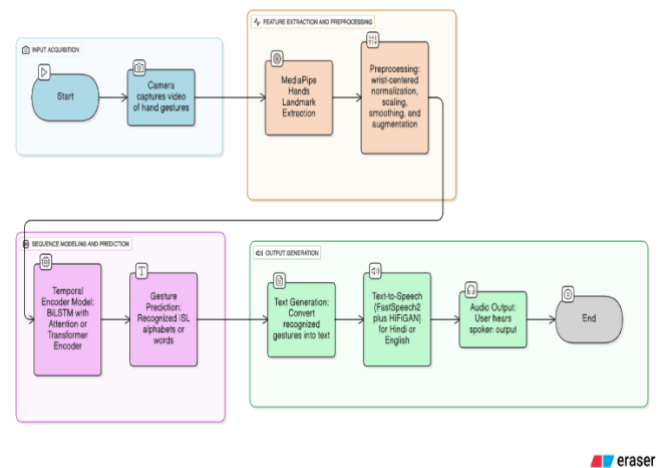 INPUT ACQUISITION
Start
Camera
captures video
of hand gestures
FEATURE EXTRACTION AND PREPROCESSING
MediaPipe
Hands
Landmark
Extraction
Preprocessing:
wrist-centered
normalization,
scaling,
smoothing, and
augmentation
SEQUENCE MODELING AND PREDICTION
Temporal
Encoder Model:
BiLSTM with
Attention or
Transformer
Encoder
Gesture
Prediction:
Recognized ISL
alphabets or
words
OUTPUT GENERATION
Text Generation:
Convert
recognized
gestures into text
Text-to-Speech
(FastSpeech2
plus HiFiGAN)
for Hindi or
English
Audio Output:
User hears
spoken output
End
eraser